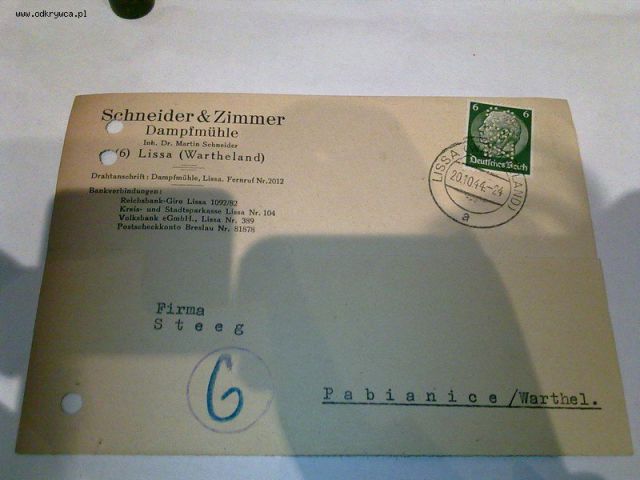 www.odkrywca.pl
Schneider & Zimmer
Dampfmühle
Inh. Dr. Martin Schneider
(6) Lissa (Wartheland)
Drahtanschrift: Dampfmühle, Lissa. Fernruf Nr. 2012
Bankverbindungen:
Reichsbank-Giro Lissa 1092/82
Kreis- und Stadtsparkasse Lissa Nr. 104
Volksbank eGmbH., Lissa Nr. 389
Postscheckkonto Breslau Nr. 81878
6 6
Deutsches Reich
LISSA LAND)
20.10.44.-24
a
Firma
Steeg
6
Pabianice/Warthel.